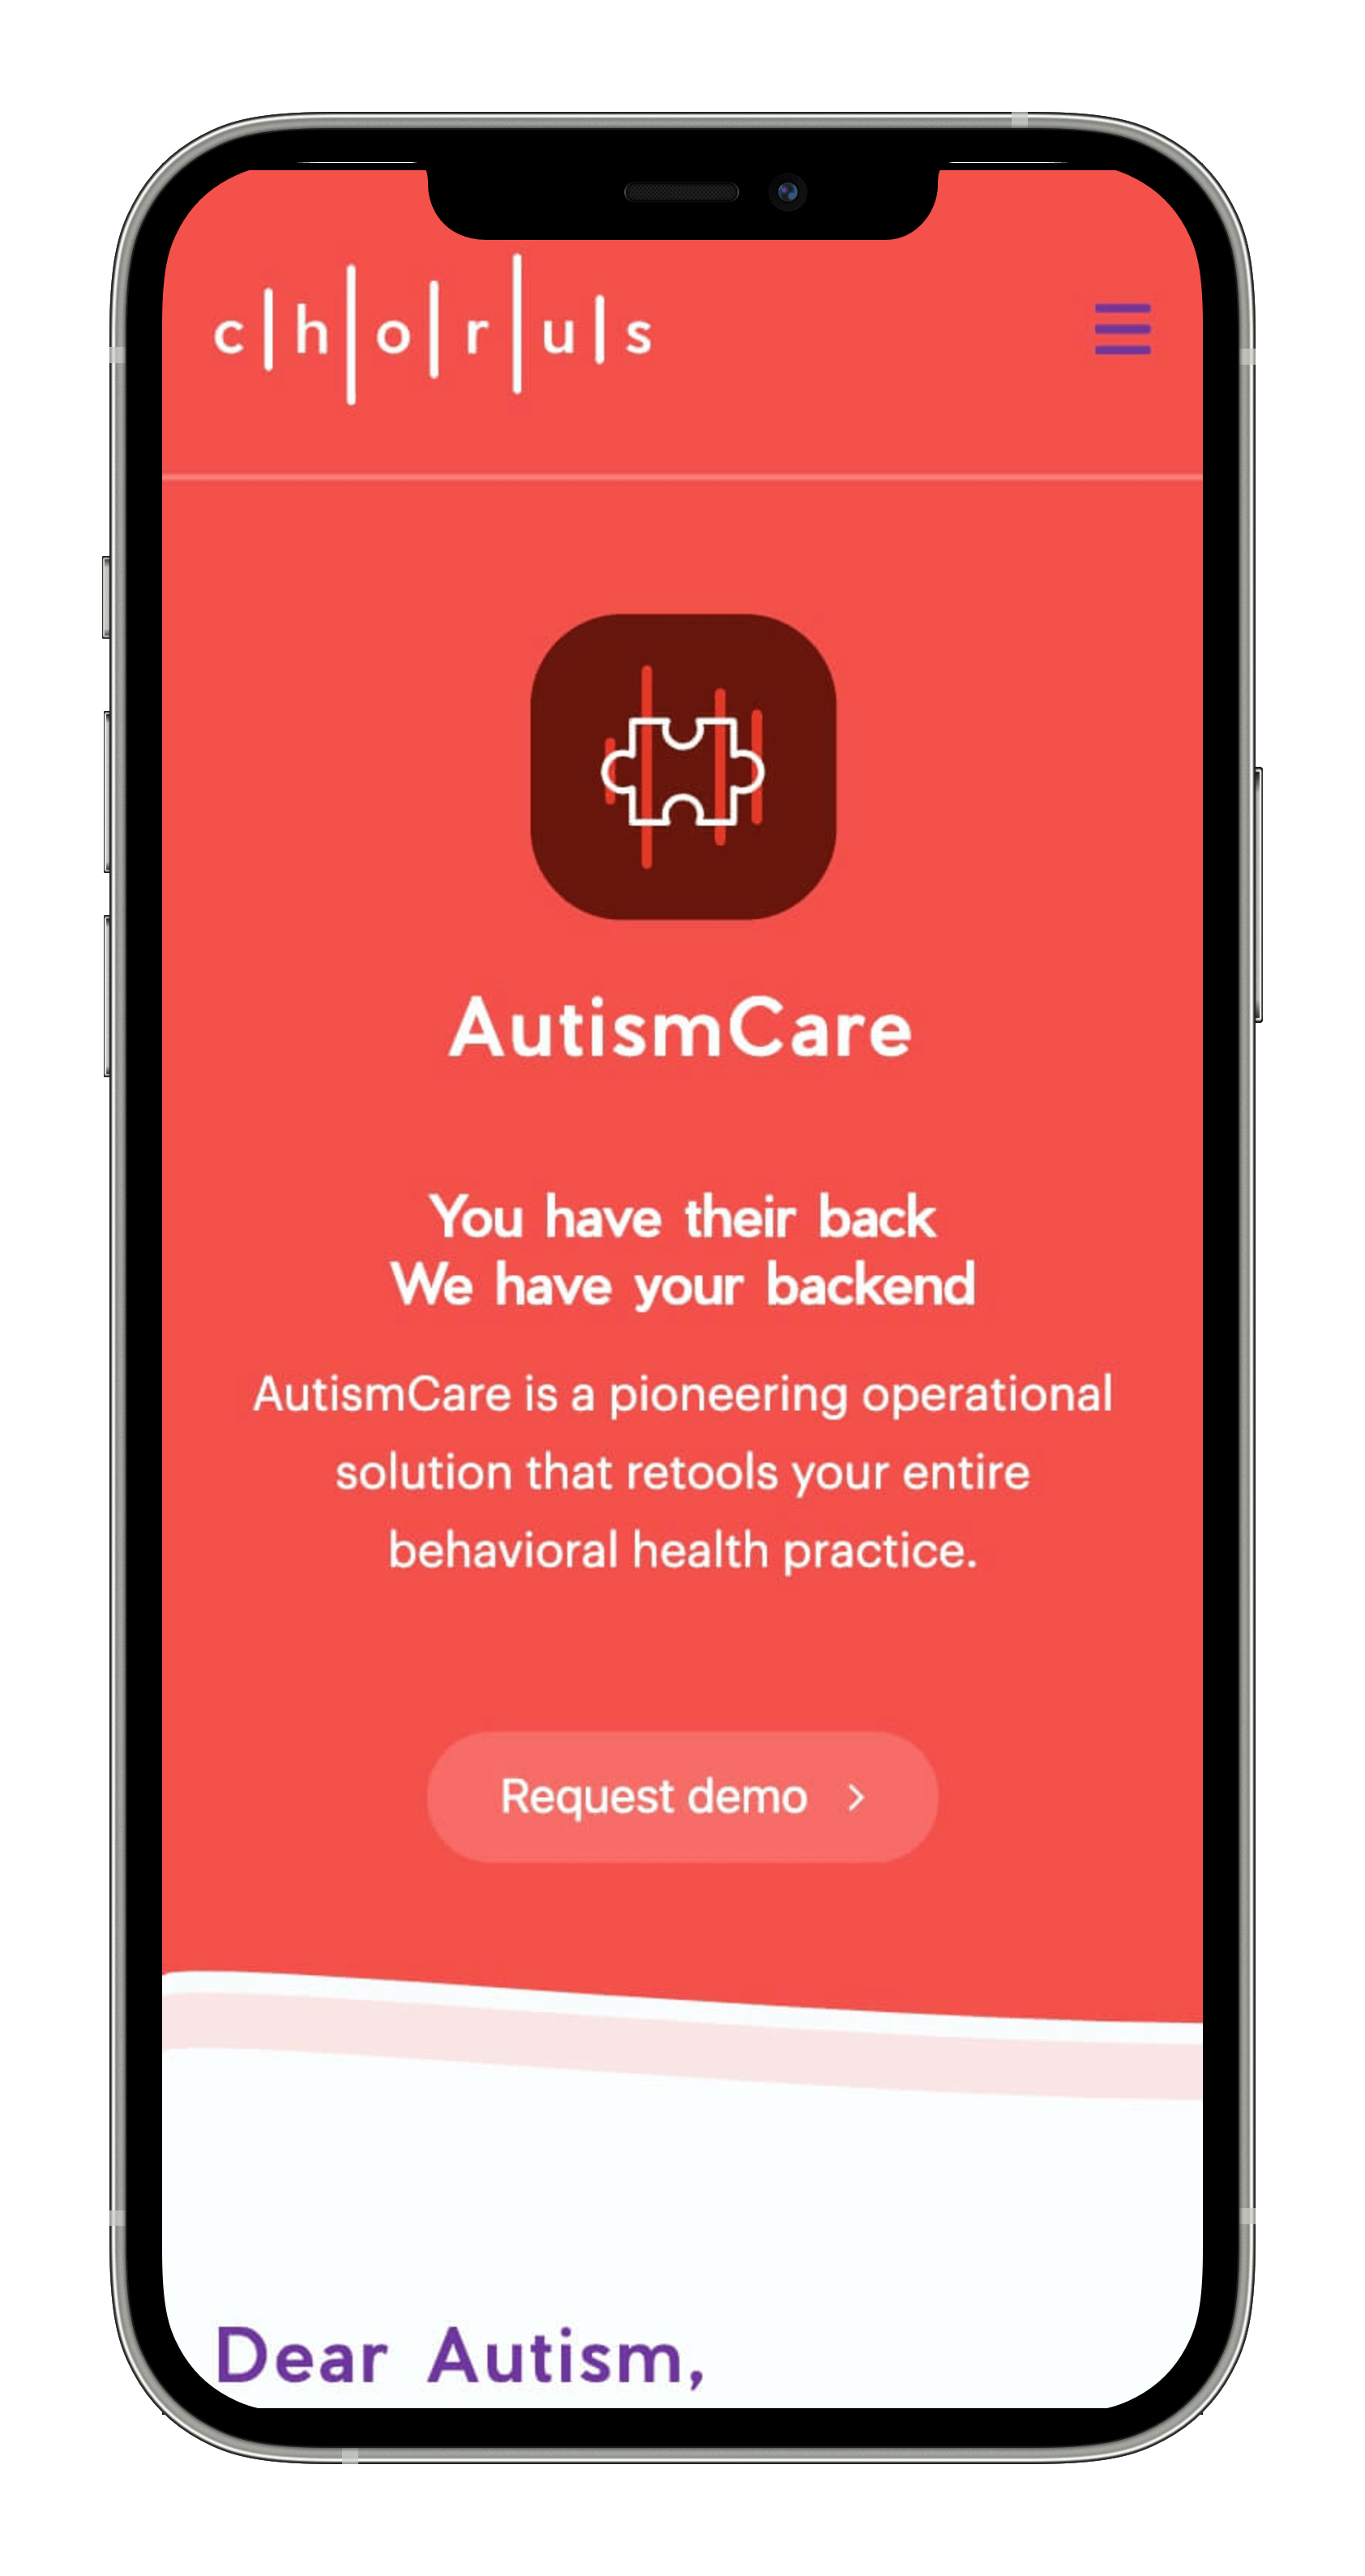 c|h|o|r|u|s
AutismCare
You have their back
We have your backend
AutismCare is a pioneering operational
solution that retools your entire
behavioral health practice.
Request demo
Dear Autism,